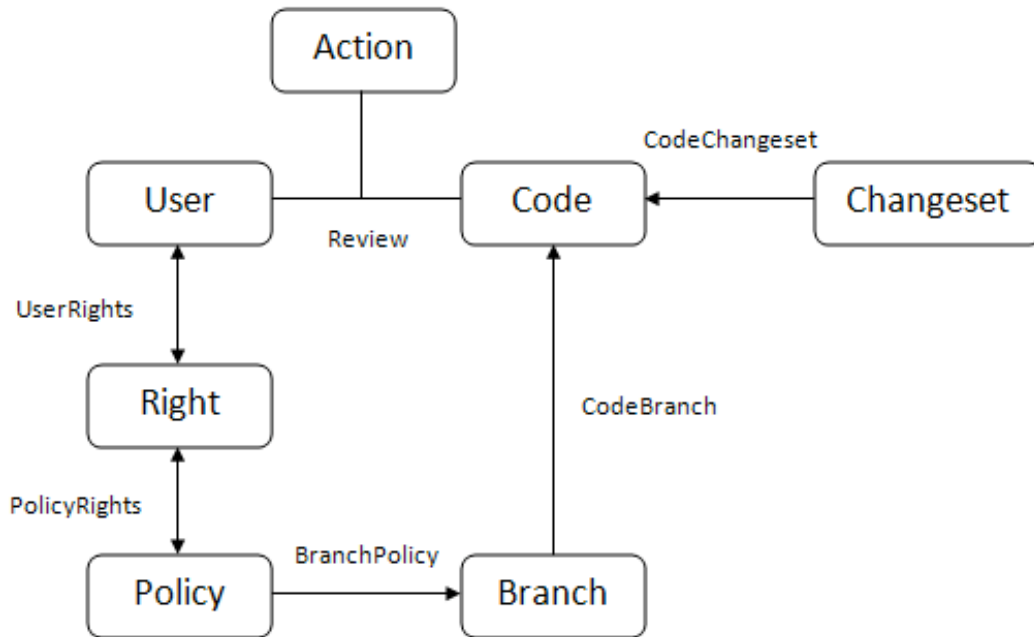 Action
CodeChangeset
User
Code
Changeset
Review
UserRights
Right
CodeBranch
PolicyRights
BranchPolicy
Policy
Branch